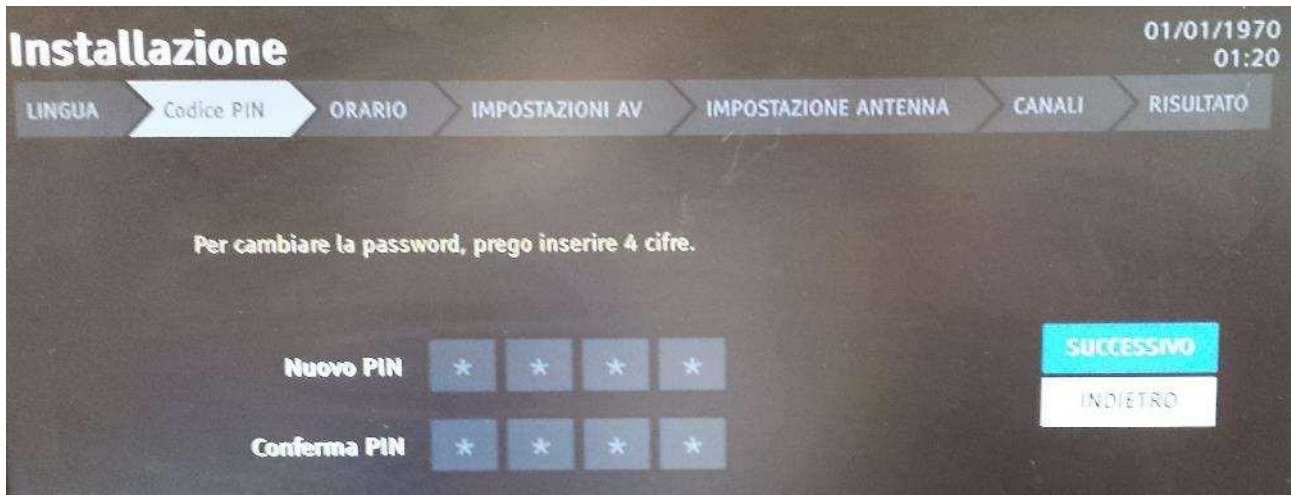 Installazione
01/01/1970
01:20
LINGUA Codice PIN ORARIO IMPOSTAZIONI AV IMPOSTAZIONE ANTENNA CANALI RISULTATO
Per cambiare la password, prego inserire 4 cifre.
Nuovo PIN * * * *
SUCCESSIVO
INDIETRO
Conferma PIN * * * *